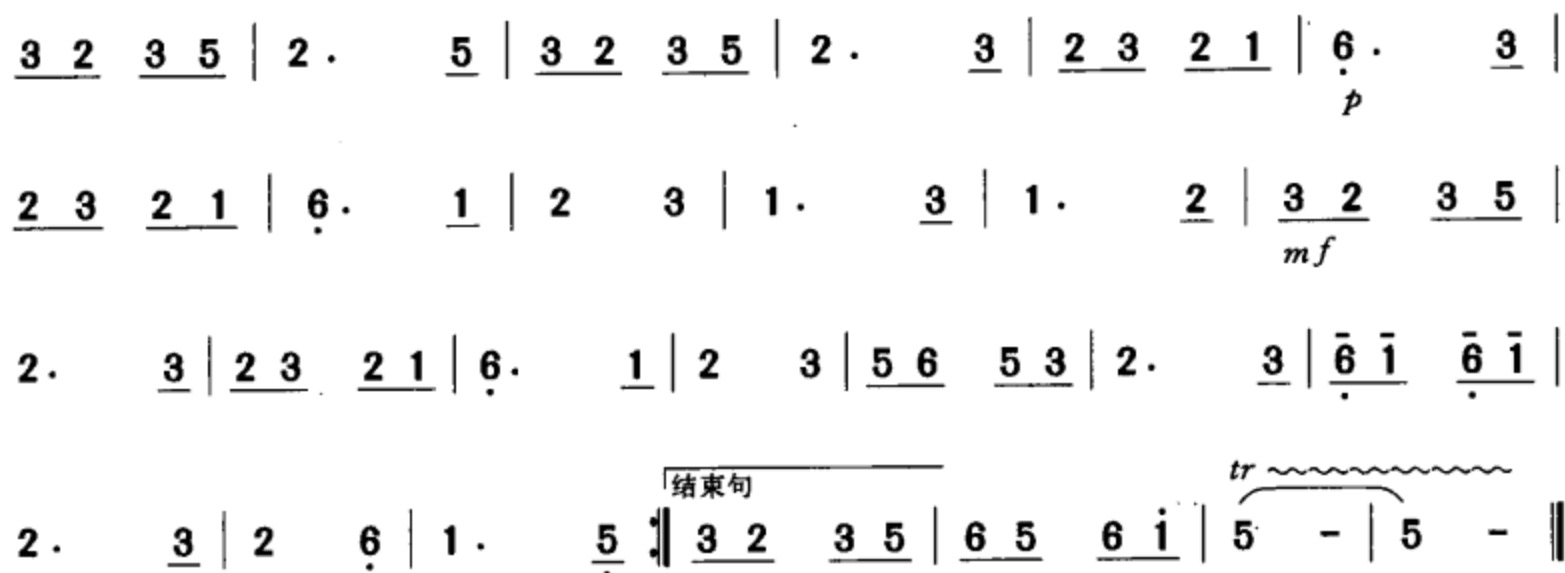 3 2 3 5 | 2 . 5 | 3 2 3 5 | 2 . 3 | 2 3 2 1 | 6̣ . 3 |
p
2 3 2 1 | 6̣ . 1 | 2 3 | 1 . 3 | 1 . 2 | 3 2 3 5 |
mf
2 . 3 | 2 3 2 1 | 6̣ . 1 | 2 3 | 5 6 5 3 | 2 . 3 | 6̣̄ 1̄ 6̣̄ 1̄ |
结束句 tr
2 . 3 | 2 6̣ | 1 . 5̣ :‖ 3 2 3 5 | 6 5 6 1̇ | 5 - | 5 - ‖